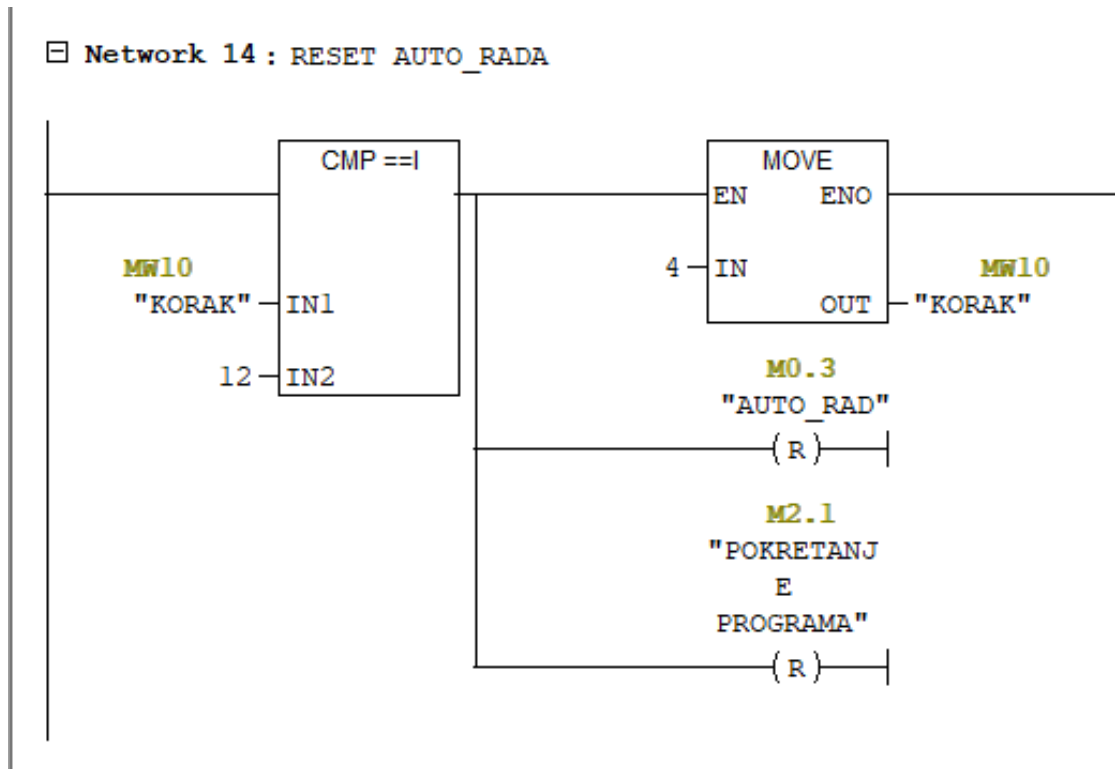 Network 14 : RESET AUTO_RADA
CMP ==I
MW10
"KORAK"
IN1
12
IN2
MOVE
EN
ENO
4
IN
MW10
OUT
"KORAK"
M0.3
"AUTO_RAD"
( R )
M2.1
"POKRETANJ
E
PROGRAMA"
( R )